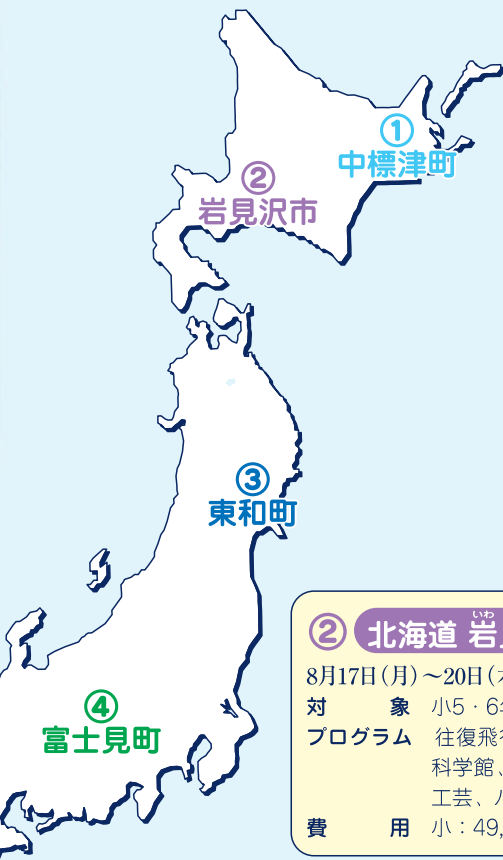 ①
中標津町
②
岩見沢市
③
東和町
④
富士見町
② 北海道 岩
いわ
8月17日(月)~20日(
対　象 小5・6
プログラム 往復飛
科学館、
工芸、
費　用 小：49,